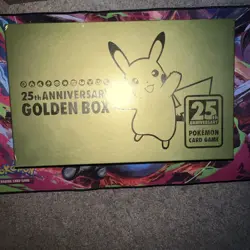 25th ANNIVERSARY
GOLDEN BOX
25th
ANNIVERSARY
POKÉMON
CARD GAME